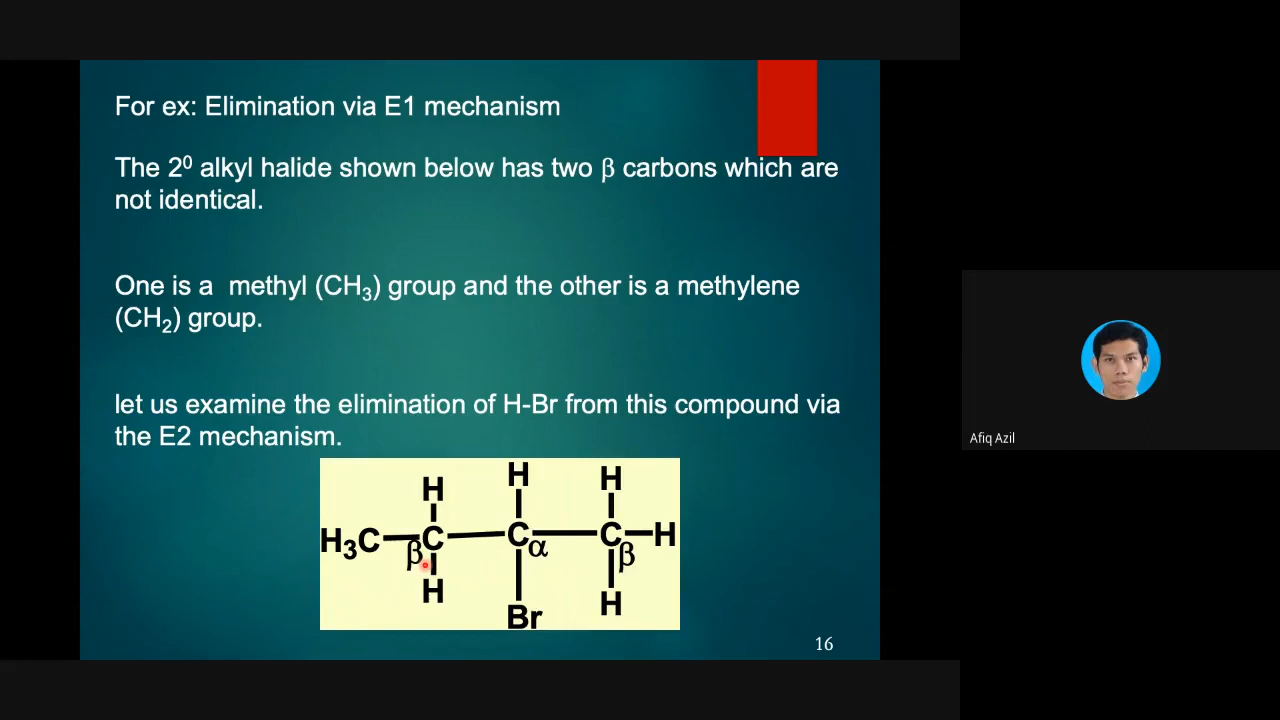 For ex: Elimination via E1 mechanism
The 2⁰ alkyl halide shown below has two β carbons which are
not identical.
One is a methyl (CH₃) group and the other is a methylene
(CH₂) group.
let us examine the elimination of H-Br from this compound via
the E2 mechanism.
H H H
H₃C C C C H
β α β
H Br H
16
Afiq Azil